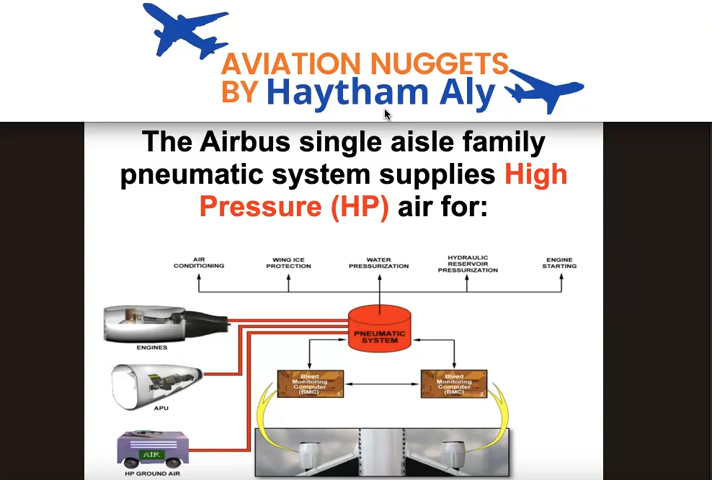 AVIATION NUGGETS
BY Haytham Aly
The Airbus single aisle family
pneumatic system supplies High
Pressure (HP) air for:
AIR
CONDITIONING
WING ICE
PROTECTION
WATER
PRESSURIZATION
HYDRAULIC
RESERVOIR
PRESSURIZATION
ENGINE
STARTING
ENGINES
PNEUMATIC
SYSTEM
APU
Bleed
Monitoring
Computer
(BMC) 1
Bleed
Monitoring
Computer
(BMC) 2
AIR
HP GROUND AIR